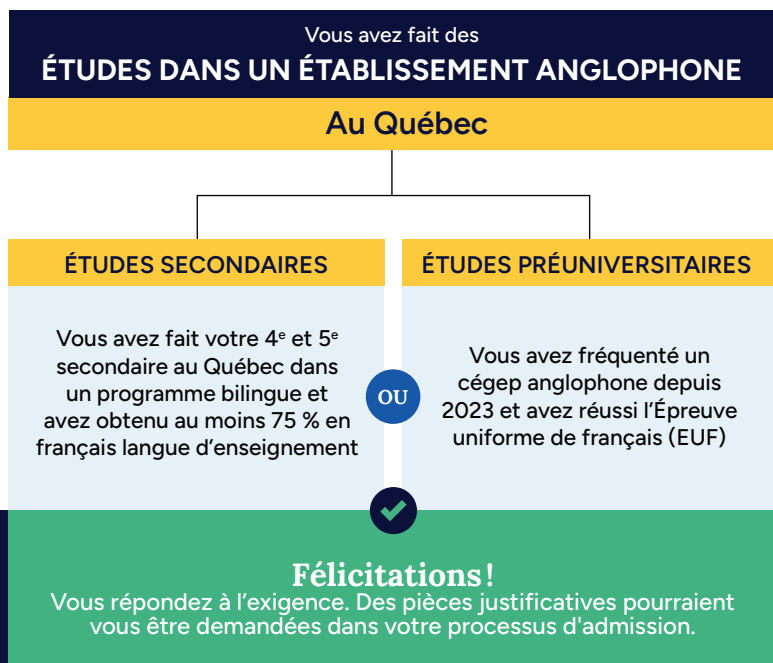 Vous avez fait des
ÉTUDES DANS UN ÉTABLISSEMENT ANGLOPHONE
Au Québec
ÉTUDES SECONDAIRES
Vous avez fait votre 4e et 5e
secondaire au Québec dans
un programme bilingue et
avez obtenu au moins 75 % en
français langue d’enseignement
OU
ÉTUDES PRÉUNIVERSITAIRES
Vous avez fréquenté un
cégep anglophone depuis
2023 et avez réussi l’Épreuve
uniforme de français (EUF)
Félicitations !
Vous répondez à l’exigence. Des pièces justificatives pourraient
vous être demandées dans votre processus d'admission.